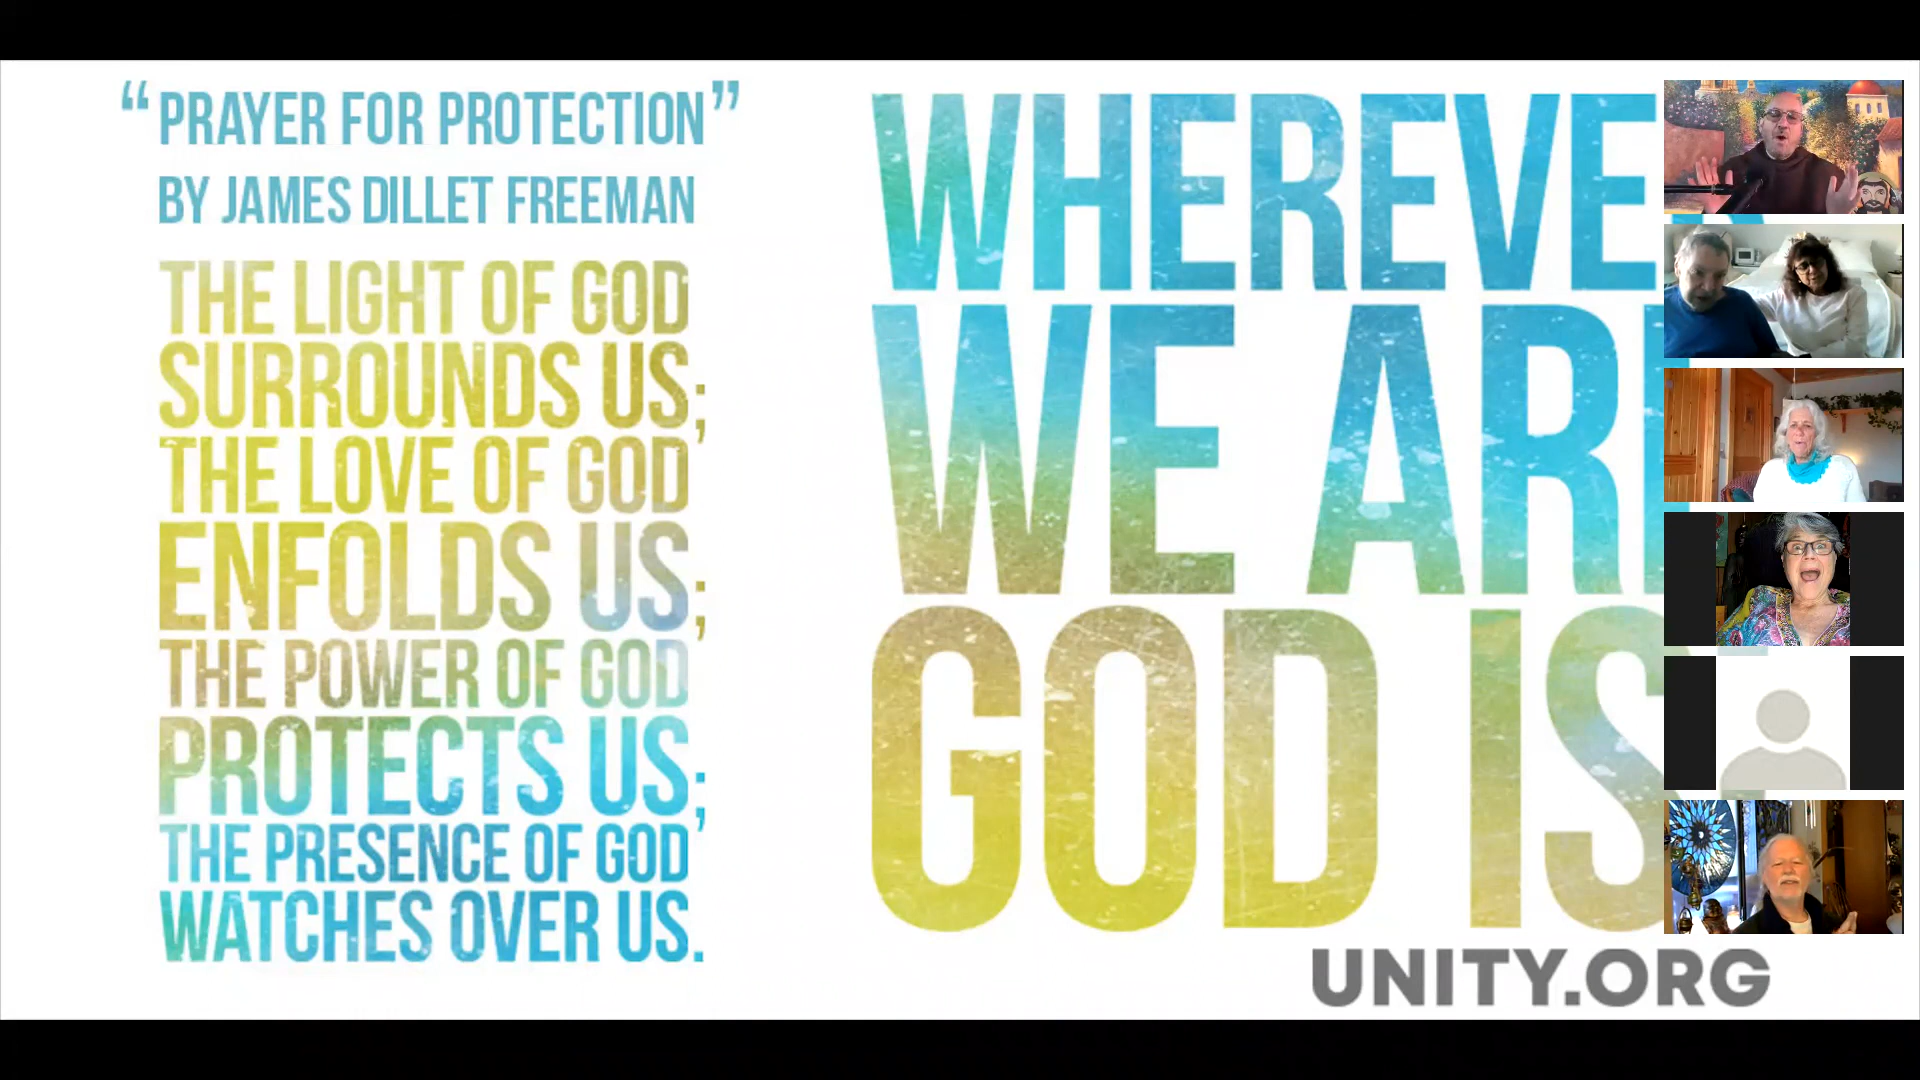 “PRAYER FOR PROTECTION”
BY JAMES DILLET FREEMAN
THE LIGHT OF GOD
SURROUNDS US;
THE LOVE OF GOD
ENFOLDS US;
THE POWER OF GOD
PROTECTS US;
THE PRESENCE OF GOD
WATCHES OVER US.
WHEREVE
WE ARE
GOD IS
UNITY.ORG